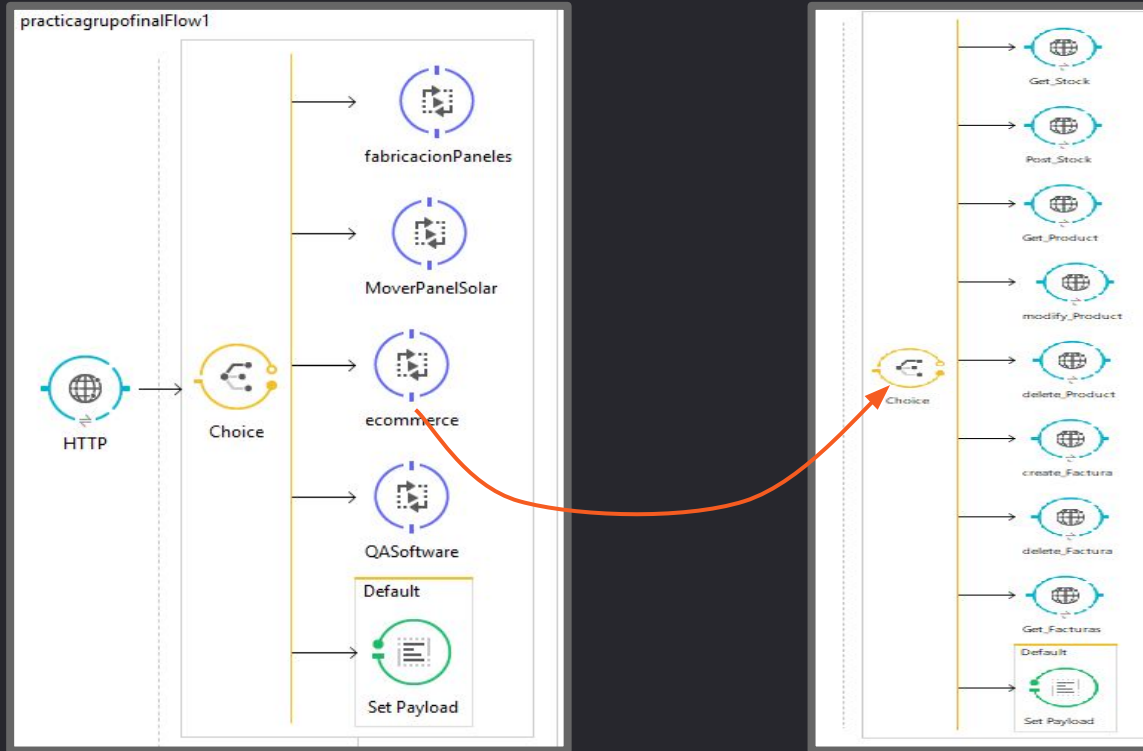 practicagrupofinalFlow1
fabricacionPaneles
MoverPanelSolar
HTTP
Choice
ecommerce
QASoftware
Default
Set Payload
Get_Stock
Post_Stock
Get_Product
modify_Product
Choice
delete_Product
create_Factura
delete_Factura
Get_Facturas
Default
Set Payload